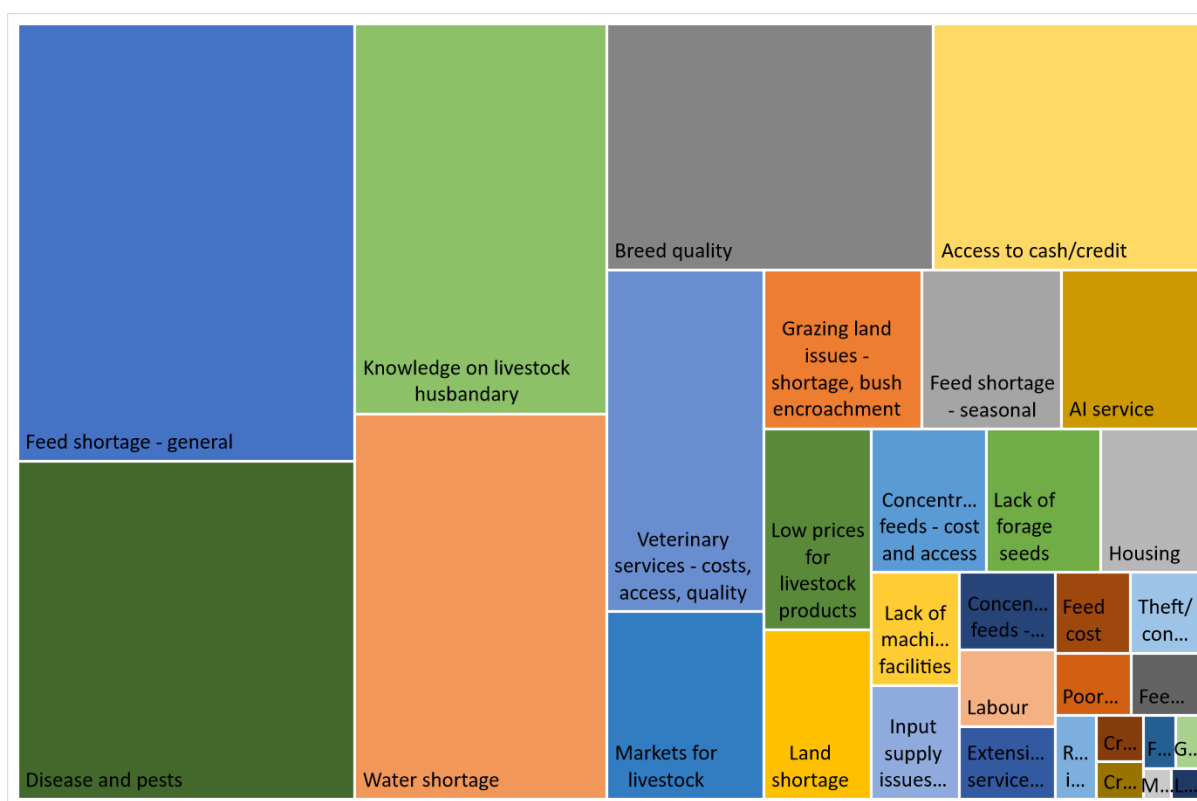 Feed shortage - general
Disease and pests
Knowledge on livestock
husbandary
Water shortage
Breed quality
Access to cash/credit
Veterinary
services - costs,
access, quality
Markets for
livestock
Grazing land
issues -
shortage, bush
encroachment
Feed shortage
- seasonal
AI service
Low prices
for
livestock
products
Land
shortage
Concentr...
feeds - cost
and access
Lack of
forage
seeds
Housing
Lack of
machi...
facilities
Input
supply
issues...
Concen...
feeds -...
Labour
Extensi...
service...
Feed
cost
Theft/
con...
Poor...
Fee...
R...
i...
Cr...
Cr...
F...
G...
M...
L...